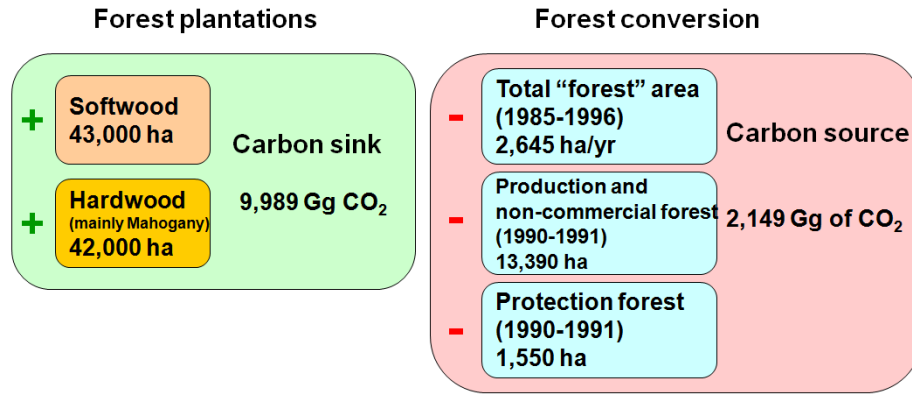 Forest plantations
+
Softwood
43,000 ha
+
Hardwood
(mainly Mahogany)
42,000 ha
Carbon sink
9,989 Gg CO₂
Forest conversion
-
Total “forest” area
(1985-1996)
2,645 ha/yr
-
Production and
non-commercial forest
(1990-1991)
13,390 ha
-
Protection forest
(1990-1991)
1,550 ha
Carbon source
2,149 Gg of CO₂